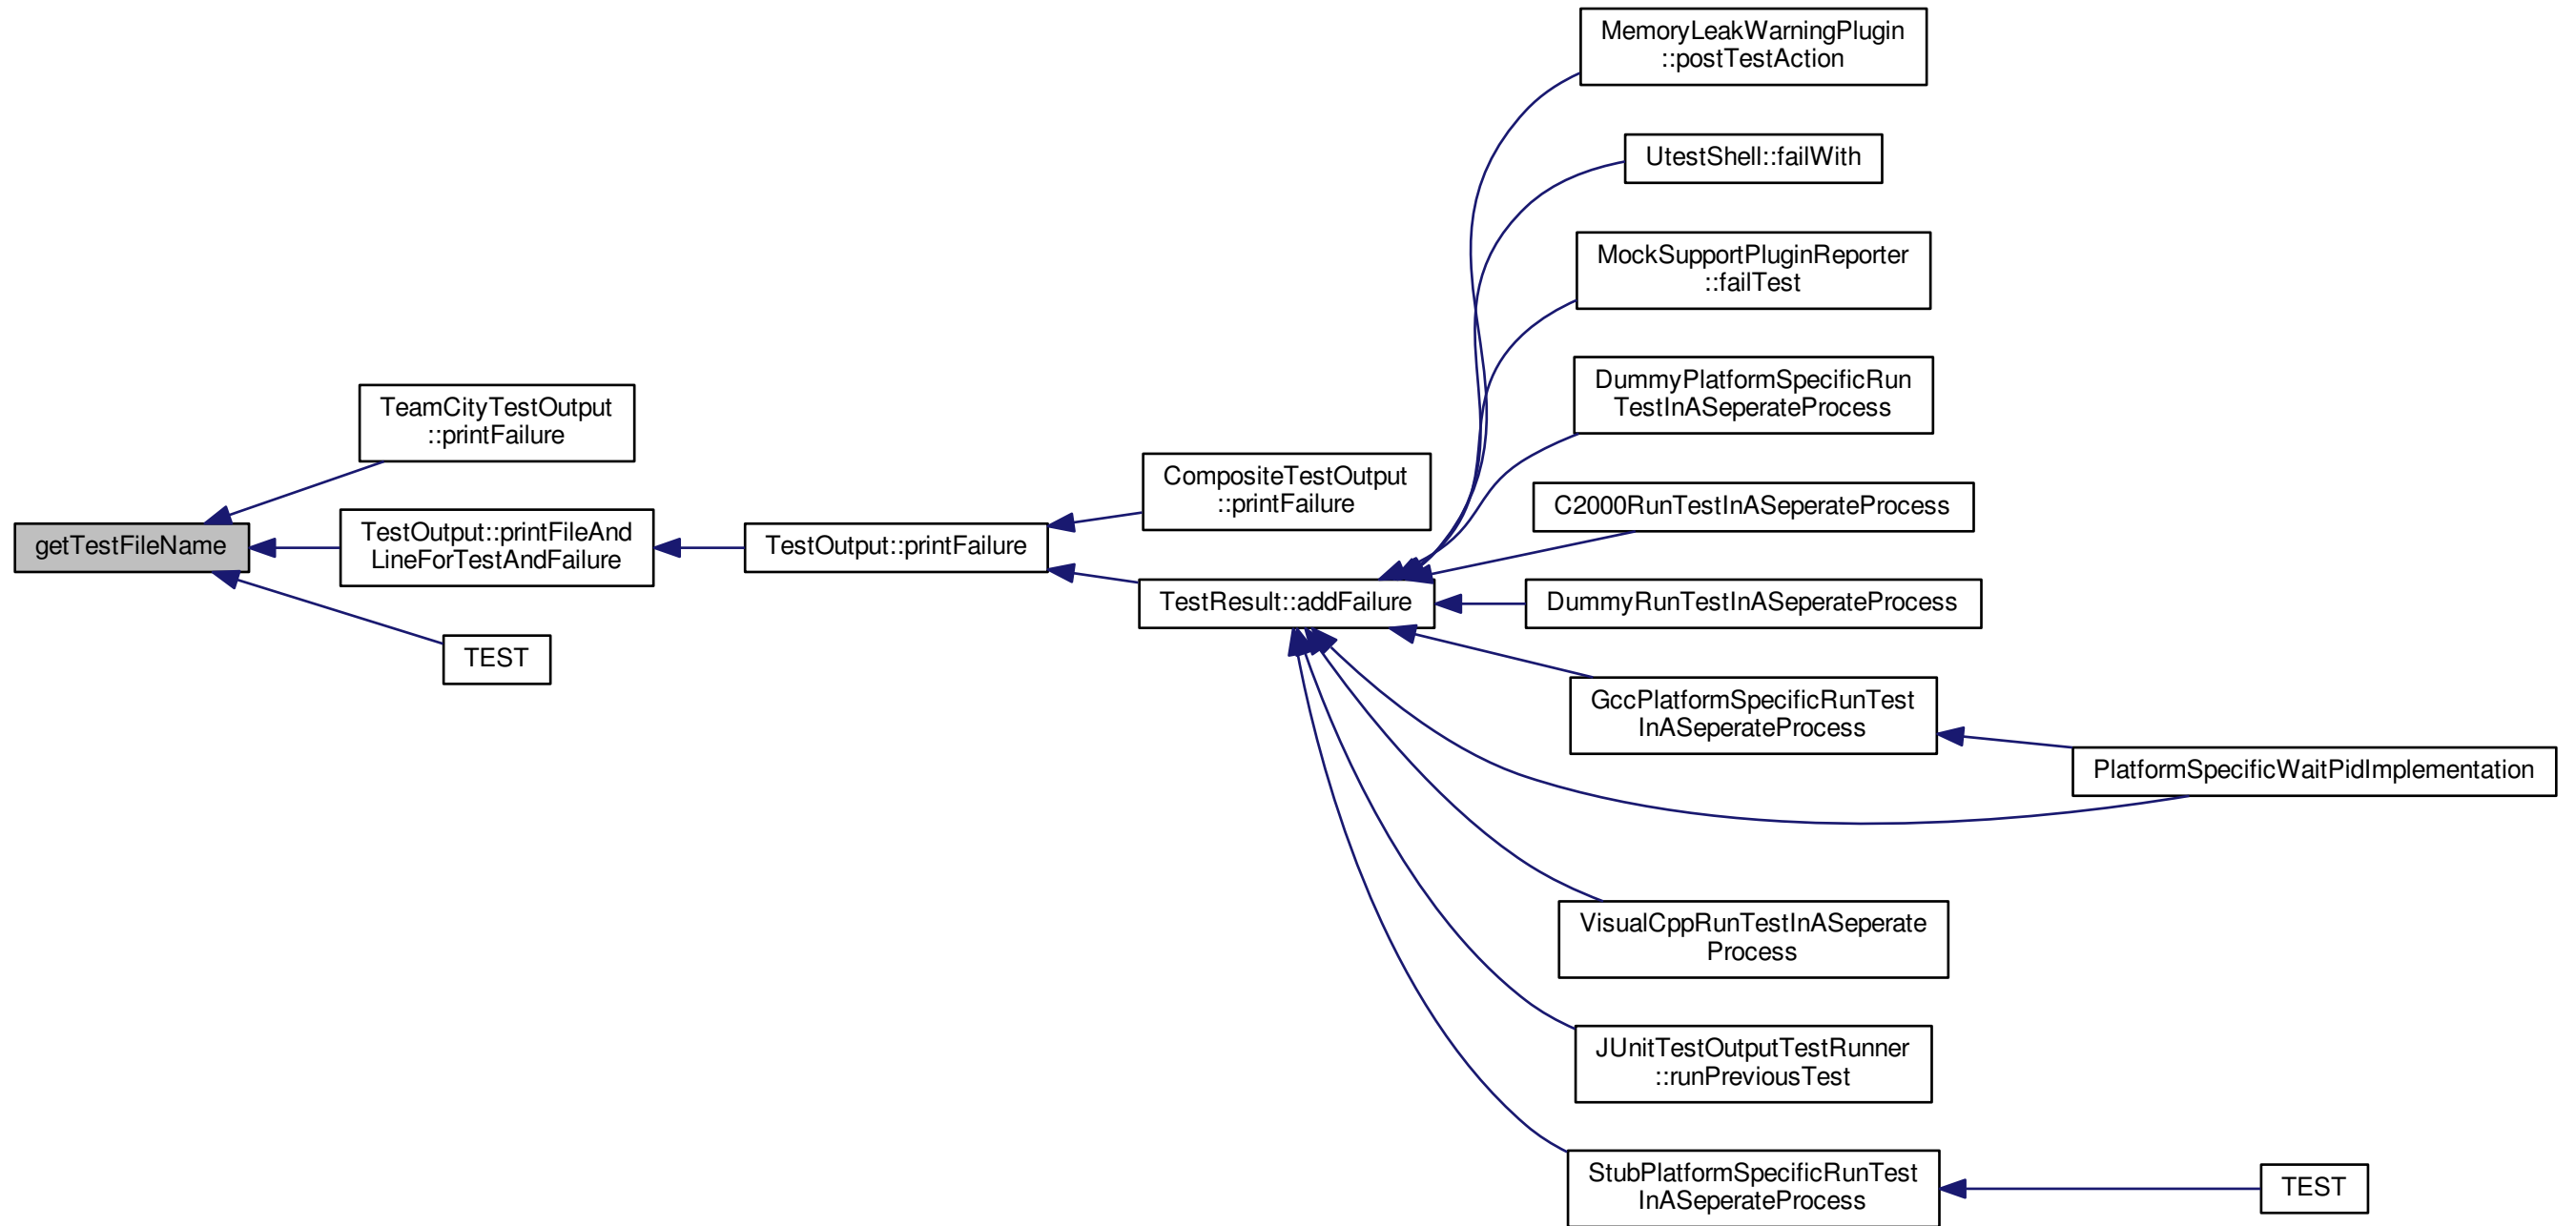 MemoryLeakWarningPlugin
::postTestAction
UtestShell::failWith
MockSupportPluginReporter
::failTest
DummyPlatformSpecificRun
TestInASeperateProcess
TeamCityTestOutput
::printFailure
CompositeTestOutput
::printFailure
C2000RunTestInASeperateProcess
getTestFileName
TestOutput::printFileAnd
LineForTestAndFailure
TestOutput::printFailure
TestResult::addFailure
DummyRunTestInASeperateProcess
TEST
GccPlatformSpecificRunTest
InASeperateProcess
PlatformSpecificWaitPidImplementation
VisualCppRunTestInASeperate
Process
JUnitTestOutputTestRunner
::runPreviousTest
StubPlatformSpecificRunTest
InASeperateProcess
TEST